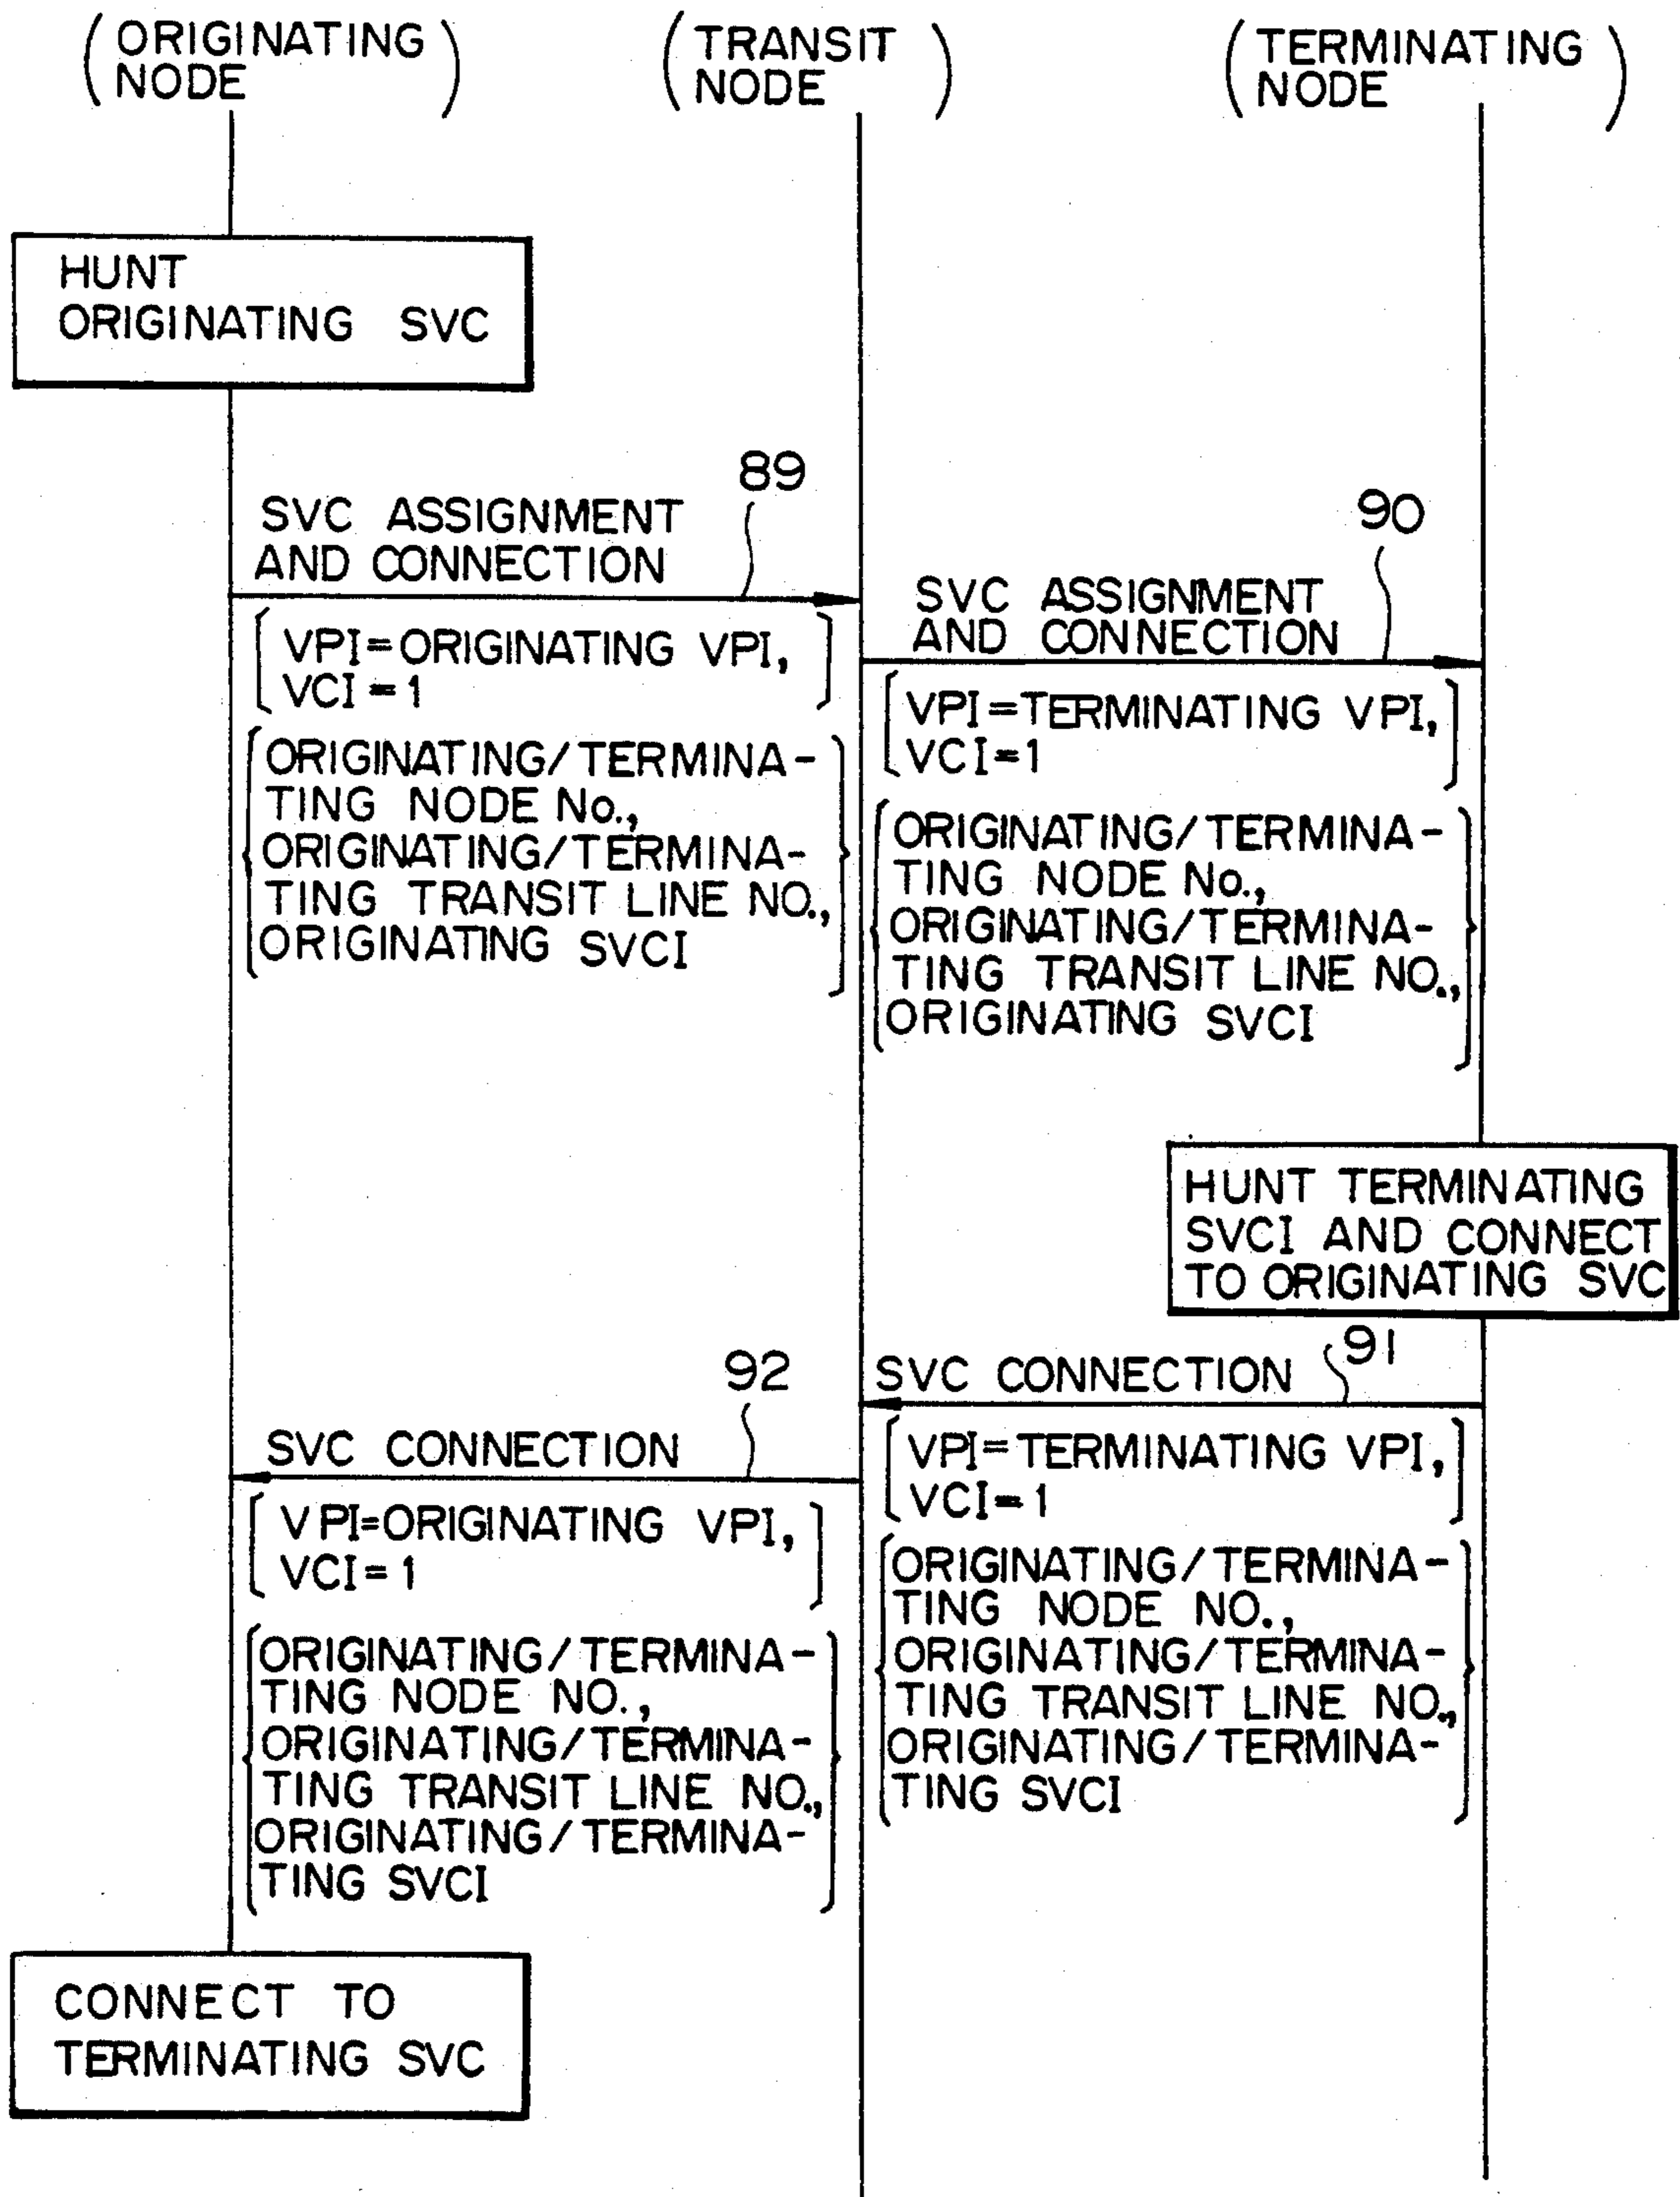 (ORIGINATING
NODE)
(TRANSIT
NODE)
(TERMINATING
NODE)
HUNT
ORIGINATING SVC
89
SVC ASSIGNMENT
AND CONNECTION
[VPI=ORIGINATING VPI,
VCI=1]
{ORIGINATING/TERMINA-
TING NODE No.,
ORIGINATING/TERMINA-
TING TRANSIT LINE NO.,
ORIGINATING SVCI}
90
SVC ASSIGNMENT
AND CONNECTION
[VPI=TERMINATING VPI,
VCI=1]
{ORIGINATING/TERMINA-
TING NODE No.,
ORIGINATING/TERMINA-
TING TRANSIT LINE NO.,
ORIGINATING SVCI}
HUNT TERMINATING
SVCI AND CONNECT
TO ORIGINATING SVC
91
SVC CONNECTION
[VPI=TERMINATING VPI,
VCI=1]
{ORIGINATING/TERMINA-
TING NODE NO.,
ORIGINATING/TERMINA-
TING TRANSIT LINE NO.,
ORIGINATING/TERMINA-
TING SVCI}
92
SVC CONNECTION
[VPI=ORIGINATING VPI,
VCI=1]
{ORIGINATING/TERMINA-
TING NODE NO.,
ORIGINATING/TERMINA-
TING TRANSIT LINE NO.,
ORIGINATING/TERMINA-
TING SVCI}
CONNECT TO
TERMINATING SVC